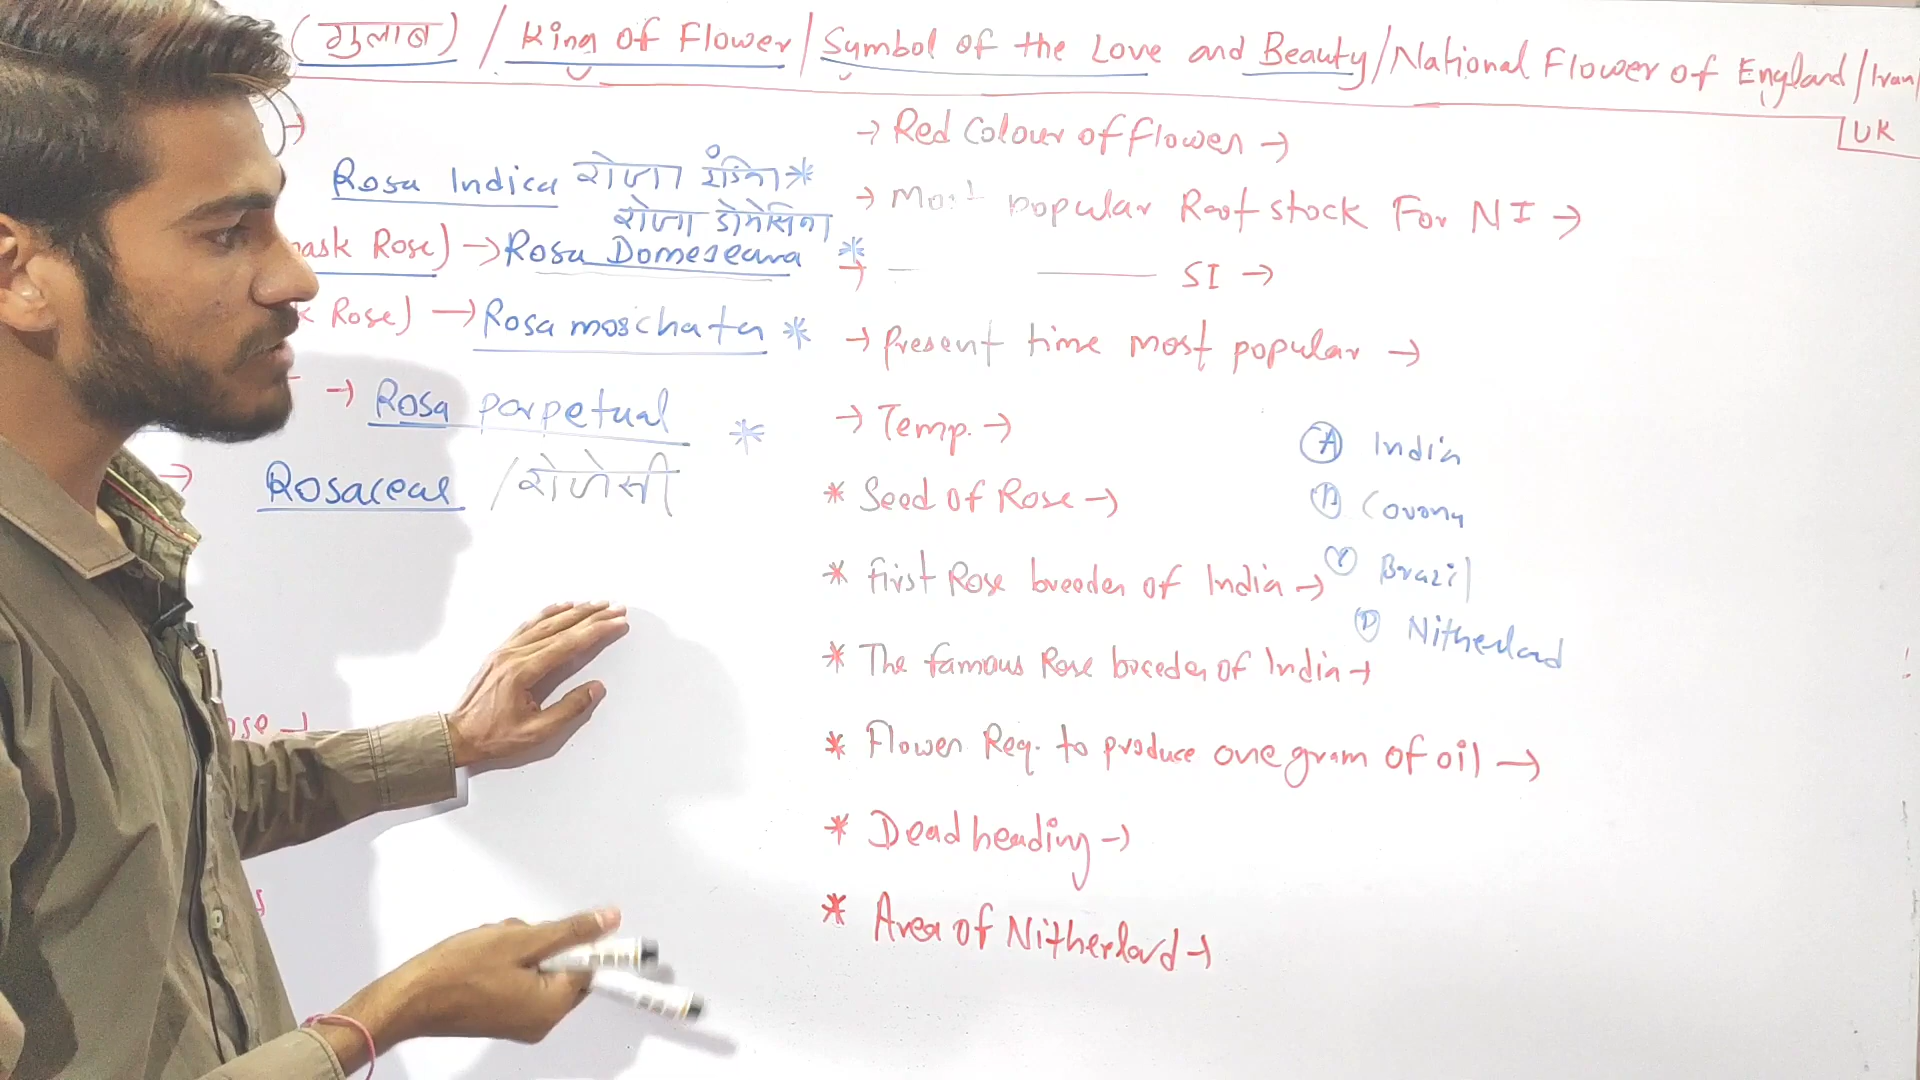 (गुलाब) / King of Flower / Symbol of the Love and Beauty / National Flower of England / Iran /
UK
Rosa Indica रोजा इंडिका *
रोजा डोमेसिना
ask Rose) → Rosa Domeseana *
k Rose) → Rosa moschata *
→ Rosa parpetual *
→ Rosaceae / रोजेसी
ose →
→ Red Colour of flower →
→ Most popular Root stock For NI →
→ — —— SI →
→ Present time most popular →
→ Temp. →
* Seed of Rose →
* First Rose breeder of India →
* The famous Rose breeder of India →
* Flower Req. to produce one gram of oil →
* Dead heading →
* Area of Nitherland →
(A) India
(B)
Brazil
(D) Nitherland